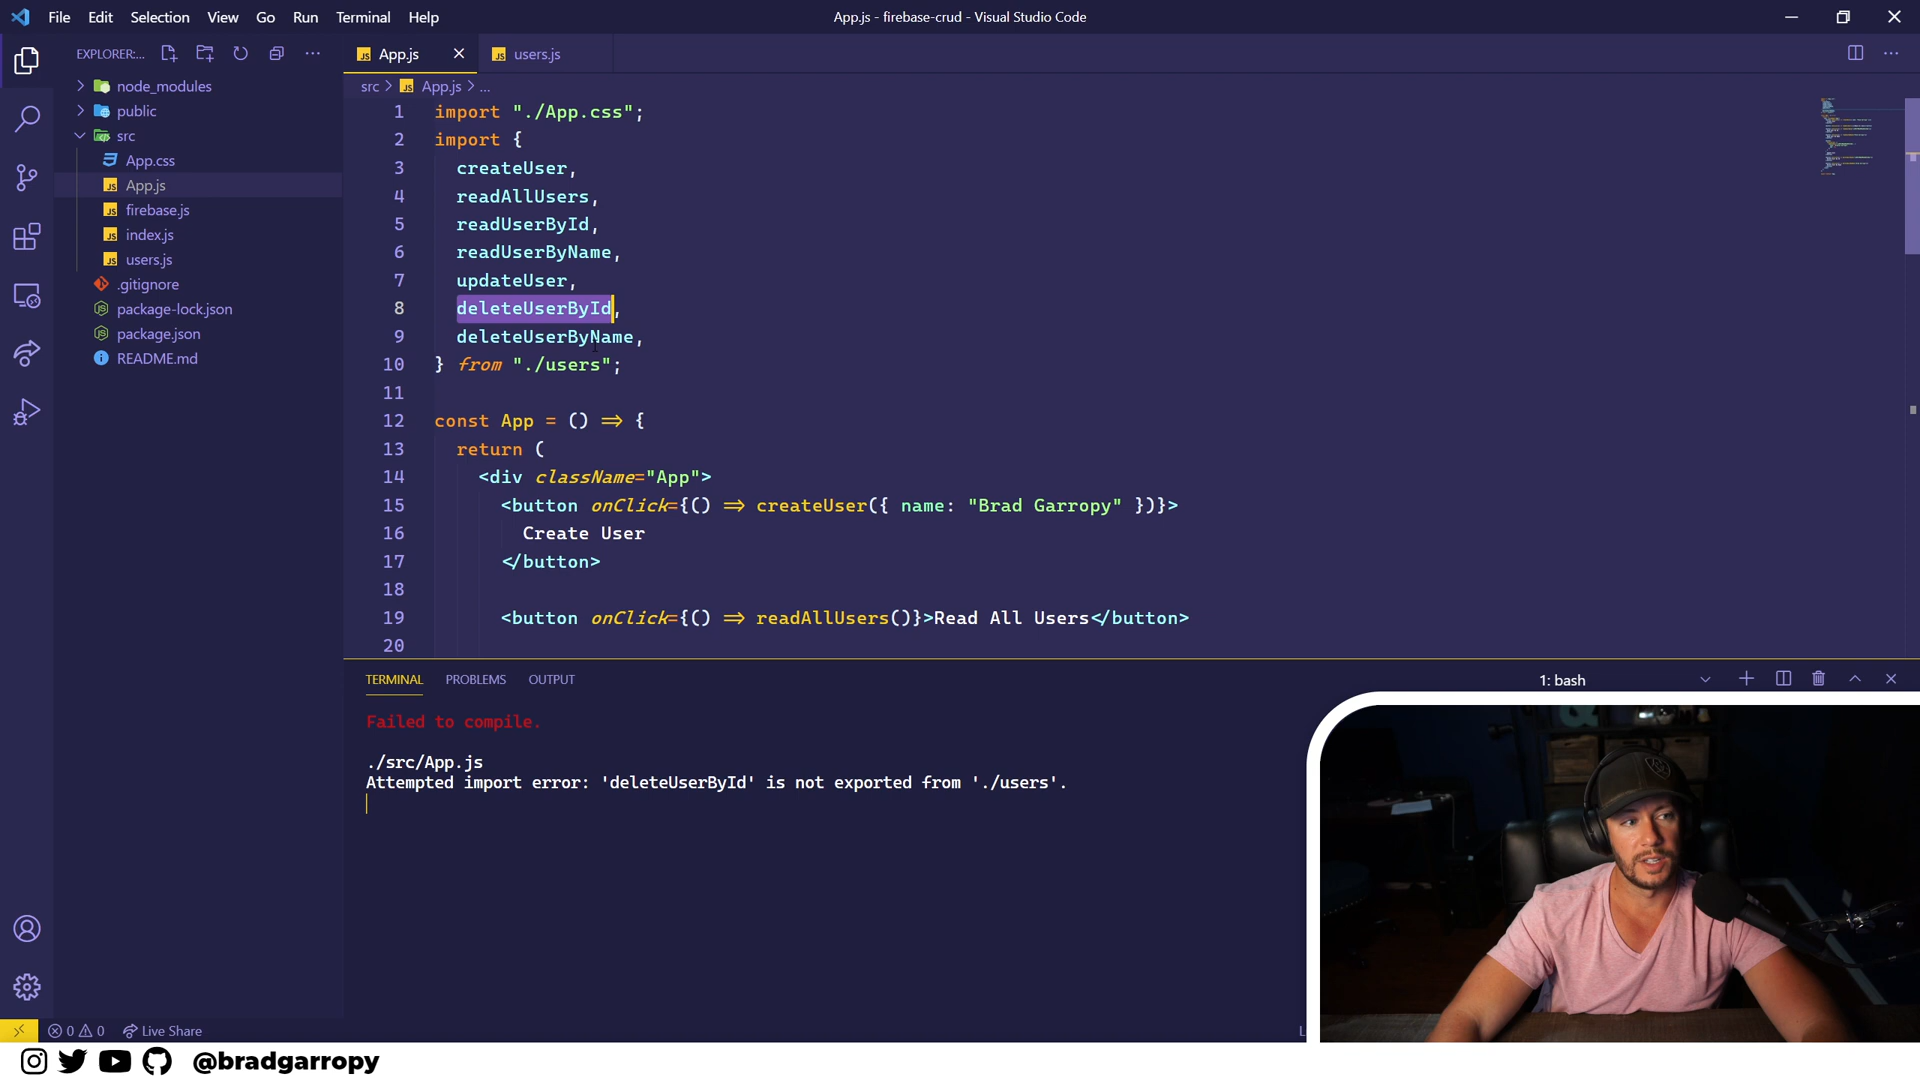 File Edit Selection View Go Run Terminal Help
App.js - firebase-crud - Visual Studio Code
EXPLORER:...
App.js
users.js
src > App.js > ...
node_modules
public
src
App.css
App.js
firebase.js
index.js
users.js
.gitignore
package-lock.json
package.json
README.md
1 import "./App.css";
2 import {
3 createUser,
4 readAllUsers,
5 readUserById,
6 readUserByName,
7 updateUser,
8 deleteUserById,
9 deleteUserByName,
10 } from "./users";
11
12 const App = () => {
13 return (
14 <div className="App">
15 <button onClick={() => createUser({ name: "Brad Garropy" })}>
16 Create User
17 </button>
18
19 <button onClick={() => readAllUsers()}>Read All Users</button>
20
TERMINAL PROBLEMS OUTPUT
1: bash
Failed to compile.
./src/App.js
Attempted import error: 'deleteUserById' is not exported from './users'.
0 0 Live Share
@bradgarropy